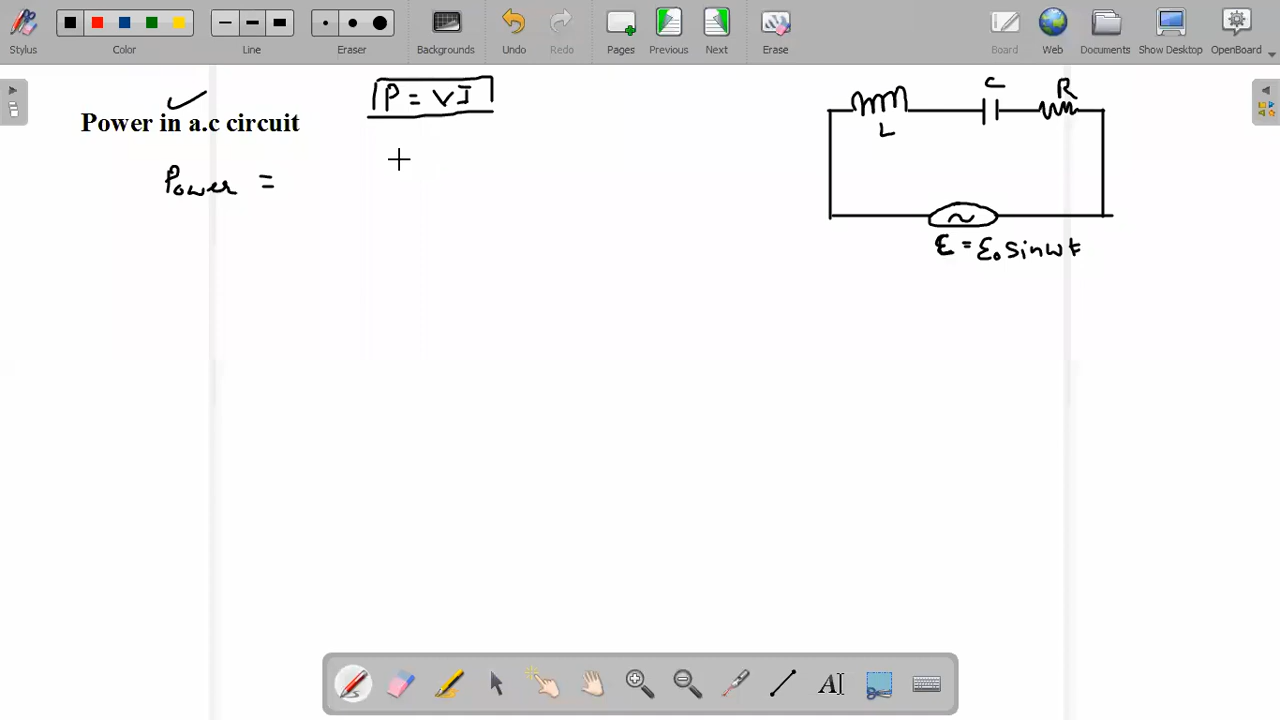 Stylus
Color
Line
Eraser
Backgrounds
Undo
Redo
Pages
Previous
Next
Erase
Board
Web
Documents
Show Desktop
OpenBoard
P = VI
Power in a.c circuit
Power =
L
C
R
~
ε = ε₀ sinωt
AI